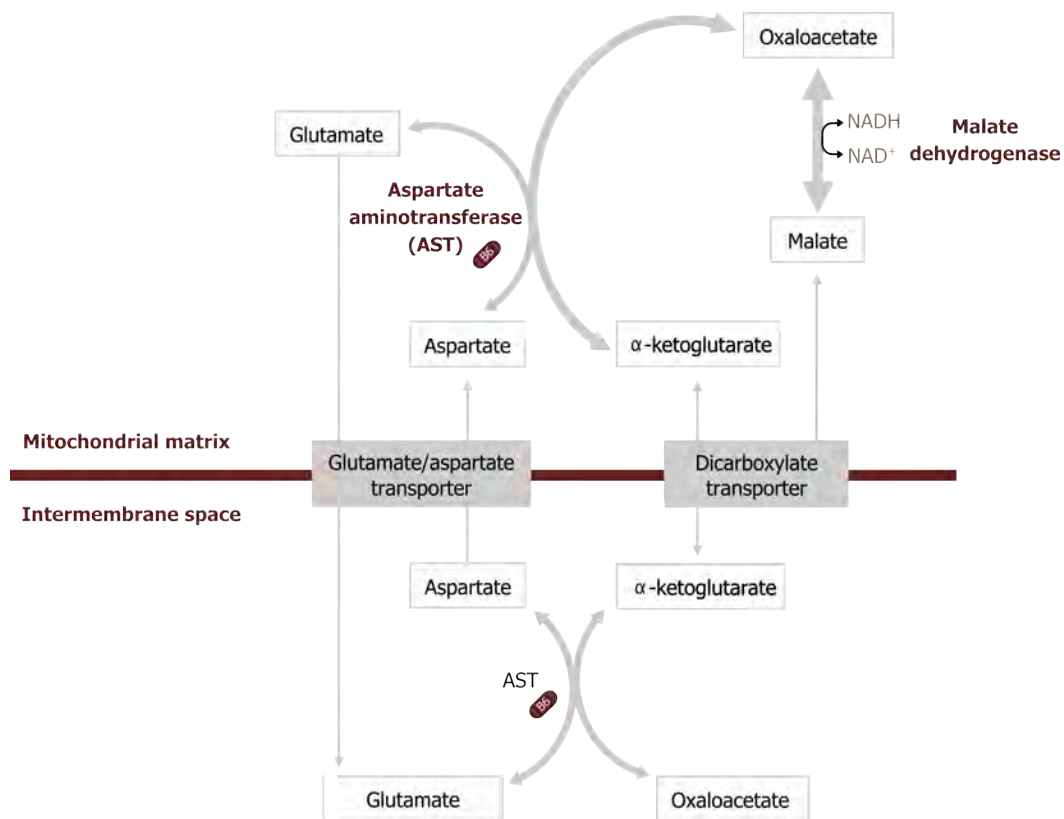 Oxaloacetate
Glutamate
NADH
NAD⁺
Malate
dehydrogenase
Aspartate
aminotransferase
(AST)
B6
Malate
Aspartate
α-ketoglutarate
Mitochondrial matrix
Glutamate/aspartate
transporter
Dicarboxylate
transporter
Intermembrane space
Aspartate
α-ketoglutarate
AST
B6
Glutamate
Oxaloacetate